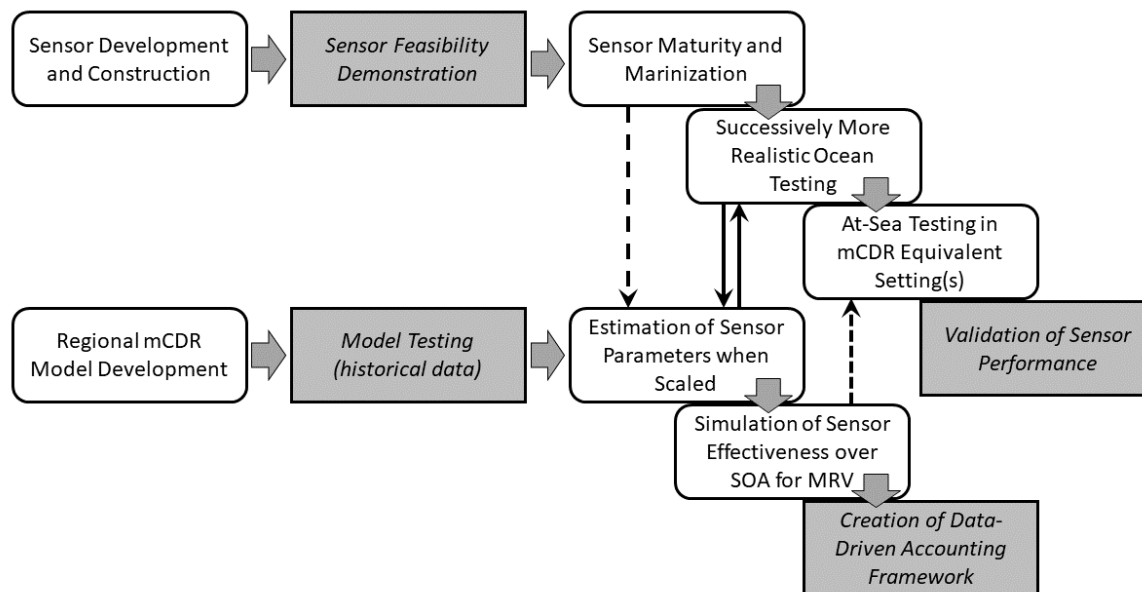 Sensor Development
and Construction
Sensor Feasibility
Demonstration
Sensor Maturity and
Marinization
Successively More
Realistic Ocean
Testing
At-Sea Testing in
mCDR Equivalent
Setting(s)
Validation of Sensor
Performance
Regional mCDR
Model Development
Model Testing
(historical data)
Estimation of Sensor
Parameters when
Scaled
Simulation of Sensor
Effectiveness over
SOA for MRV
Creation of Data-
Driven Accounting
Framework